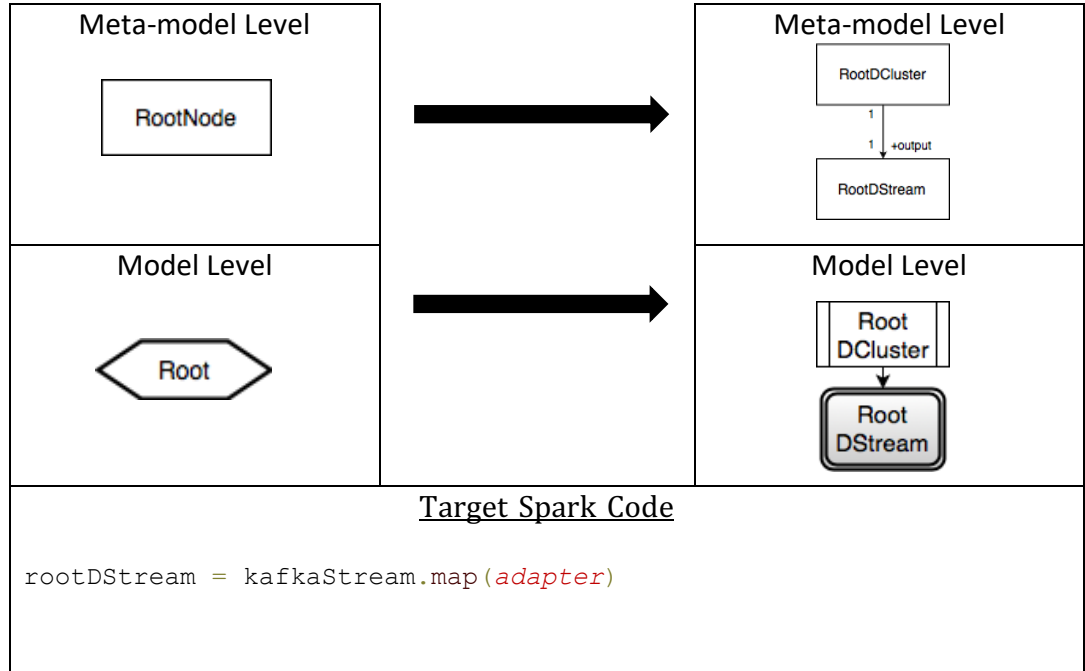 Meta-model Level
RootNode
Meta-model Level
RootDCluster
1
1 +output
RootDStream
Model Level
Root
Model Level
Root
DCluster
Root
DStream
Target Spark Code
rootDStream = kafkaStream.map(adapter)